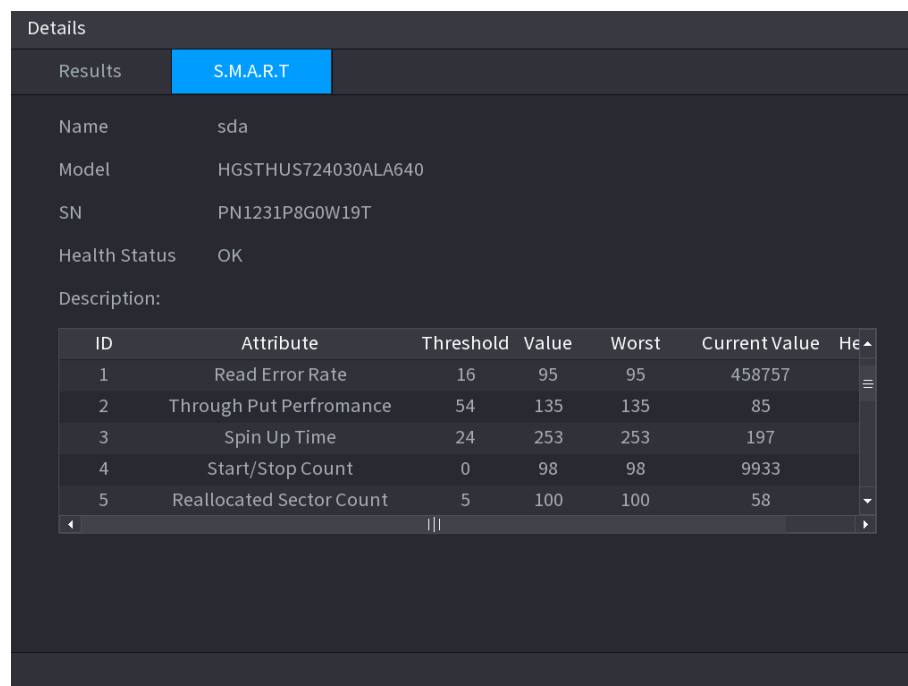 Details
Results S.M.A.R.T
Name sda
Model HGSTHUS724030ALA640
SN PN1231P8G0W19T
Health Status OK
Description:
ID Attribute Threshold Value Worst Current Value He
1 Read Error Rate 16 95 95 458757
2 Through Put Perfromance 54 135 135 85
3 Spin Up Time 24 253 253 197
4 Start/Stop Count 0 98 98 9933
5 Reallocated Sector Count 5 100 100 58